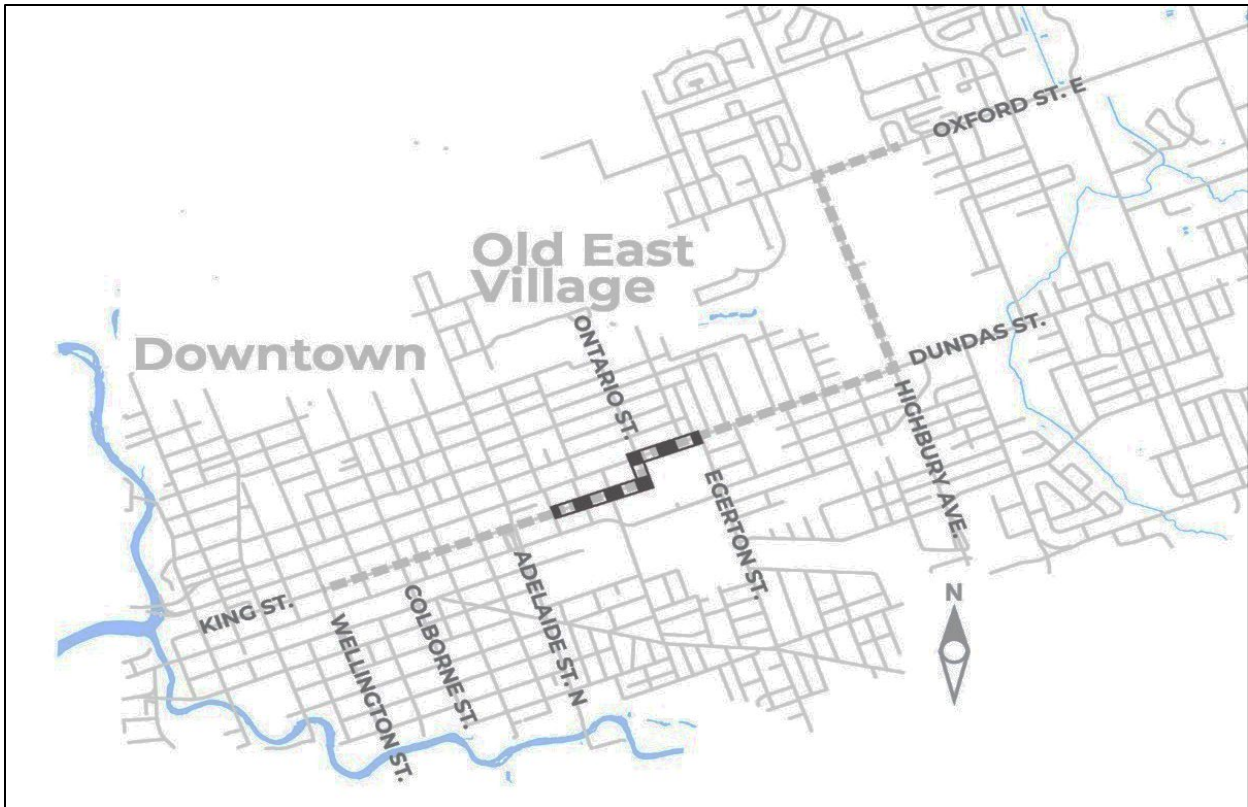 OXFORD ST. E
Old East
Village
Downtown
ONTARIO ST.
DUNDAS ST.
HIGHBURY AVE.
EGERTON ST.
ADELAIDE ST. N
COLBORNE ST.
KING ST.
WELLINGTON ST.
N